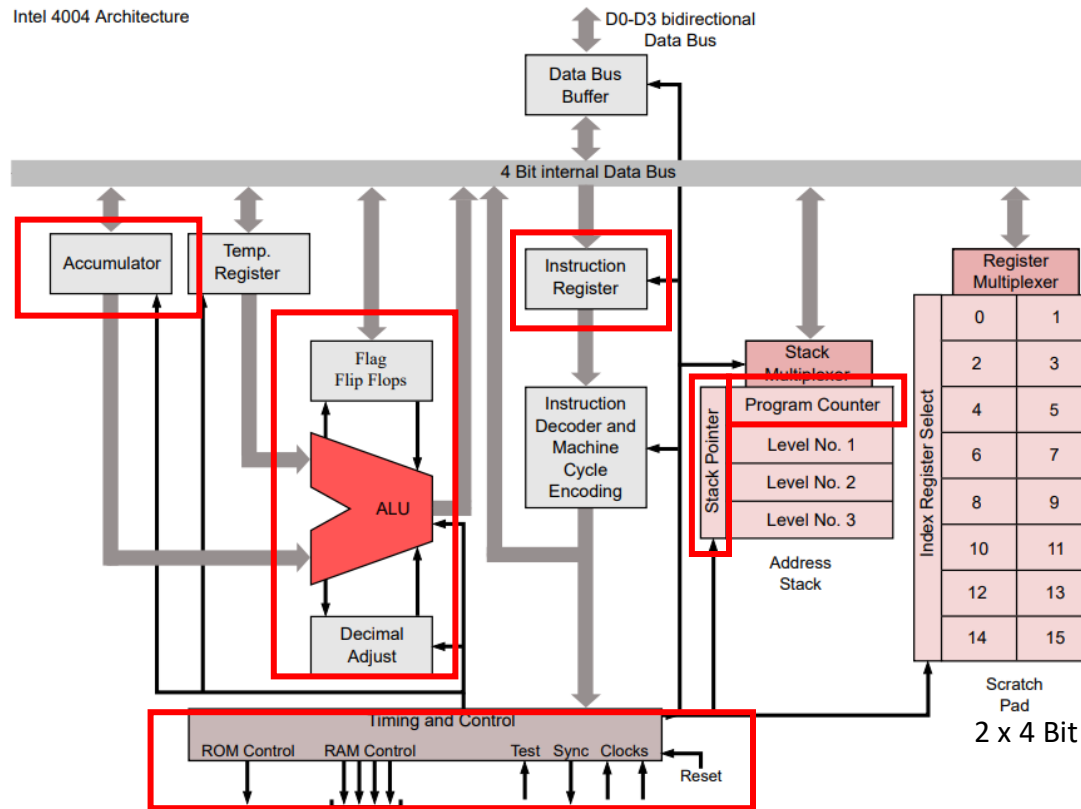 Intel 4004 Architecture
D0-D3 bidirectional
Data Bus
Data Bus
Buffer
4 Bit internal Data Bus
Accumulator
Temp.
Register
Instruction
Register
Register
Multiplexer
Flag
Flip Flops
Stack
Multiplexer
Instruction
Decoder and
Machine
Cycle
Encoding
Stack Pointer
Program Counter
Level No. 1
Level No. 2
Level No. 3
Address
Stack
Index Register Select
0 1
2 3
4 5
6 7
8 9
10 11
12 13
14 15
ALU
Decimal
Adjust
Scratch
Pad
2 x 4 Bit
Timing and Control
ROM Control RAM Control Test Sync Clocks
Reset